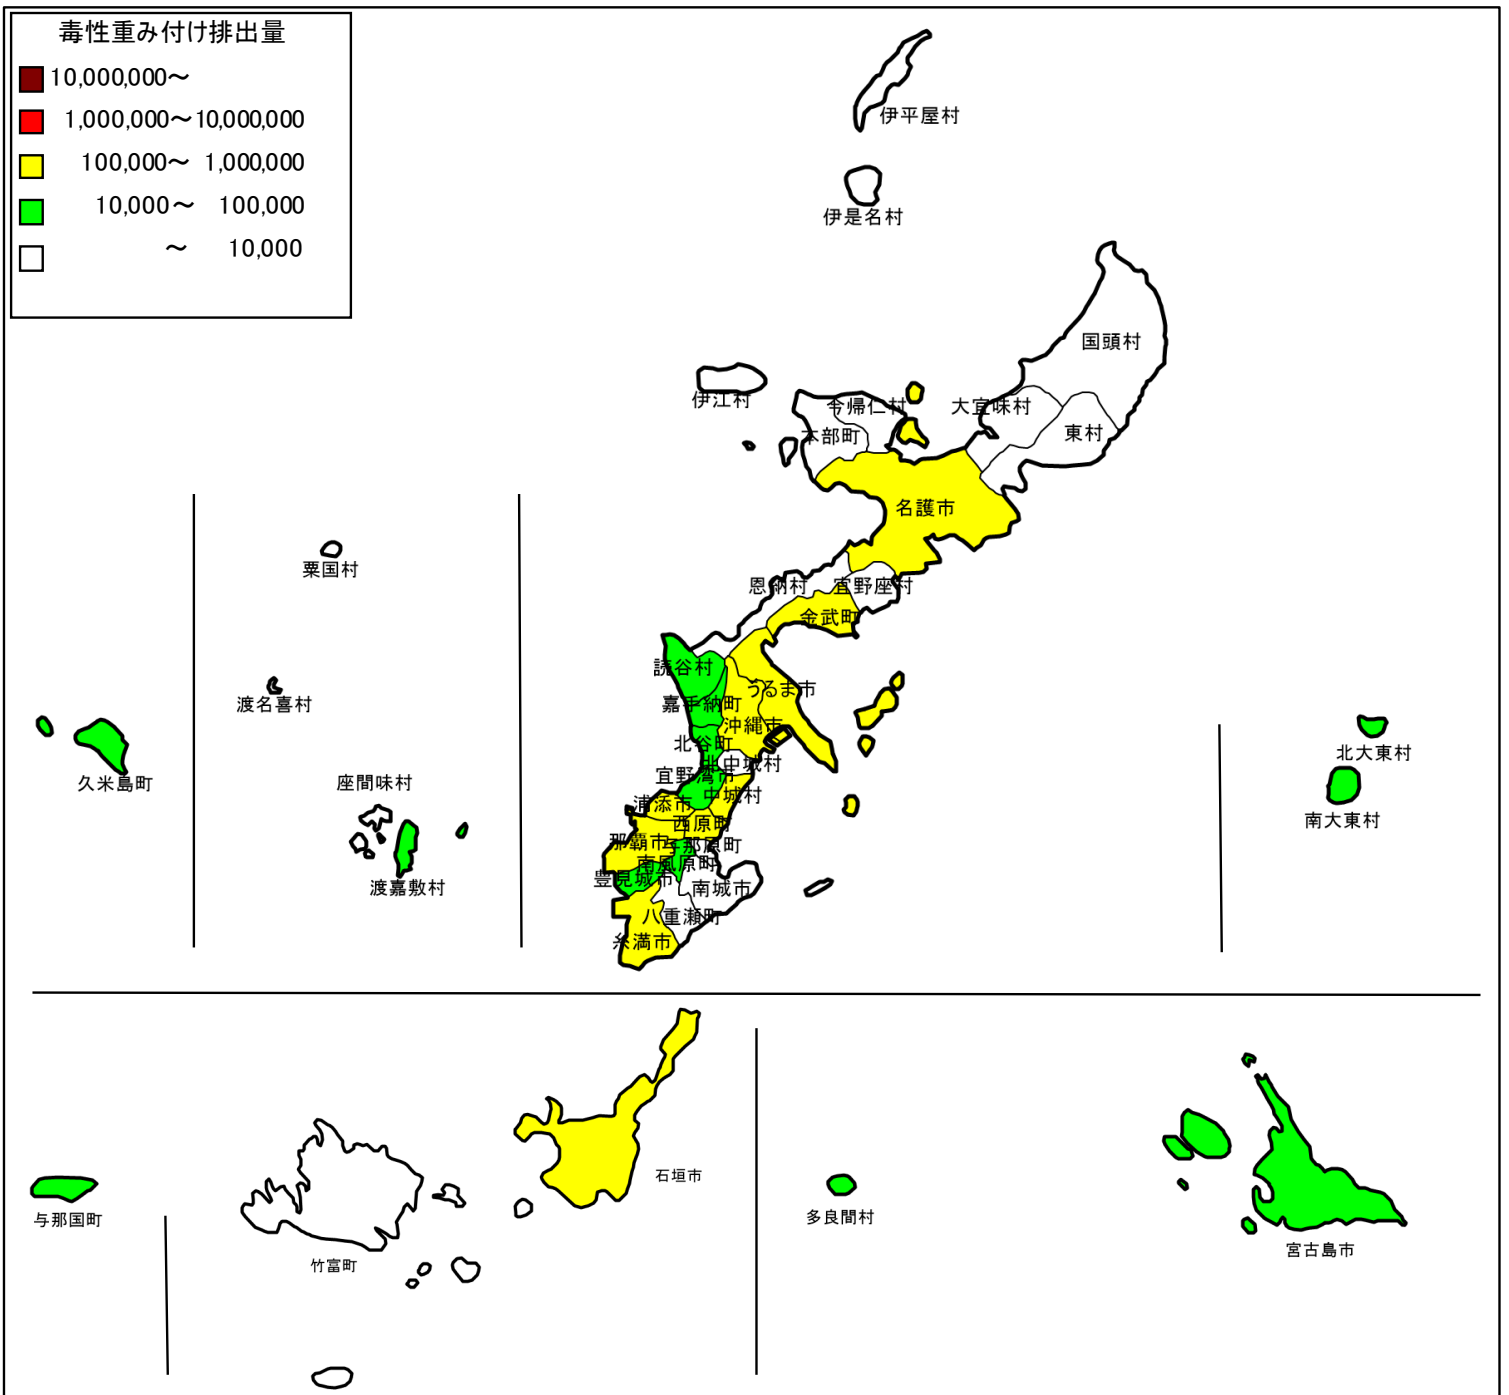 毒性重み付け排出量
10,000,000～
1,000,000～10,000,000
100,000～ 1,000,000
10,000～ 100,000
～ 10,000
伊平屋村
伊是名村
国頭村
伊江村
今帰仁村
大宜味村
本部町
東村
名護市
粟国村
恩納村
宜野座村
金武町
読谷村
うるま市
渡名喜村
嘉手納町
沖縄市
北谷町
北中城村
北大東村
久米島町
座間味村
宜野湾市
中城村
浦添市
南大東村
西原町
那覇市
与那原町
南風原町
豊見城市
渡嘉敷村
南城市
八重瀬町
糸満市
石垣市
与那国町
多良間村
宮古島市
竹富町